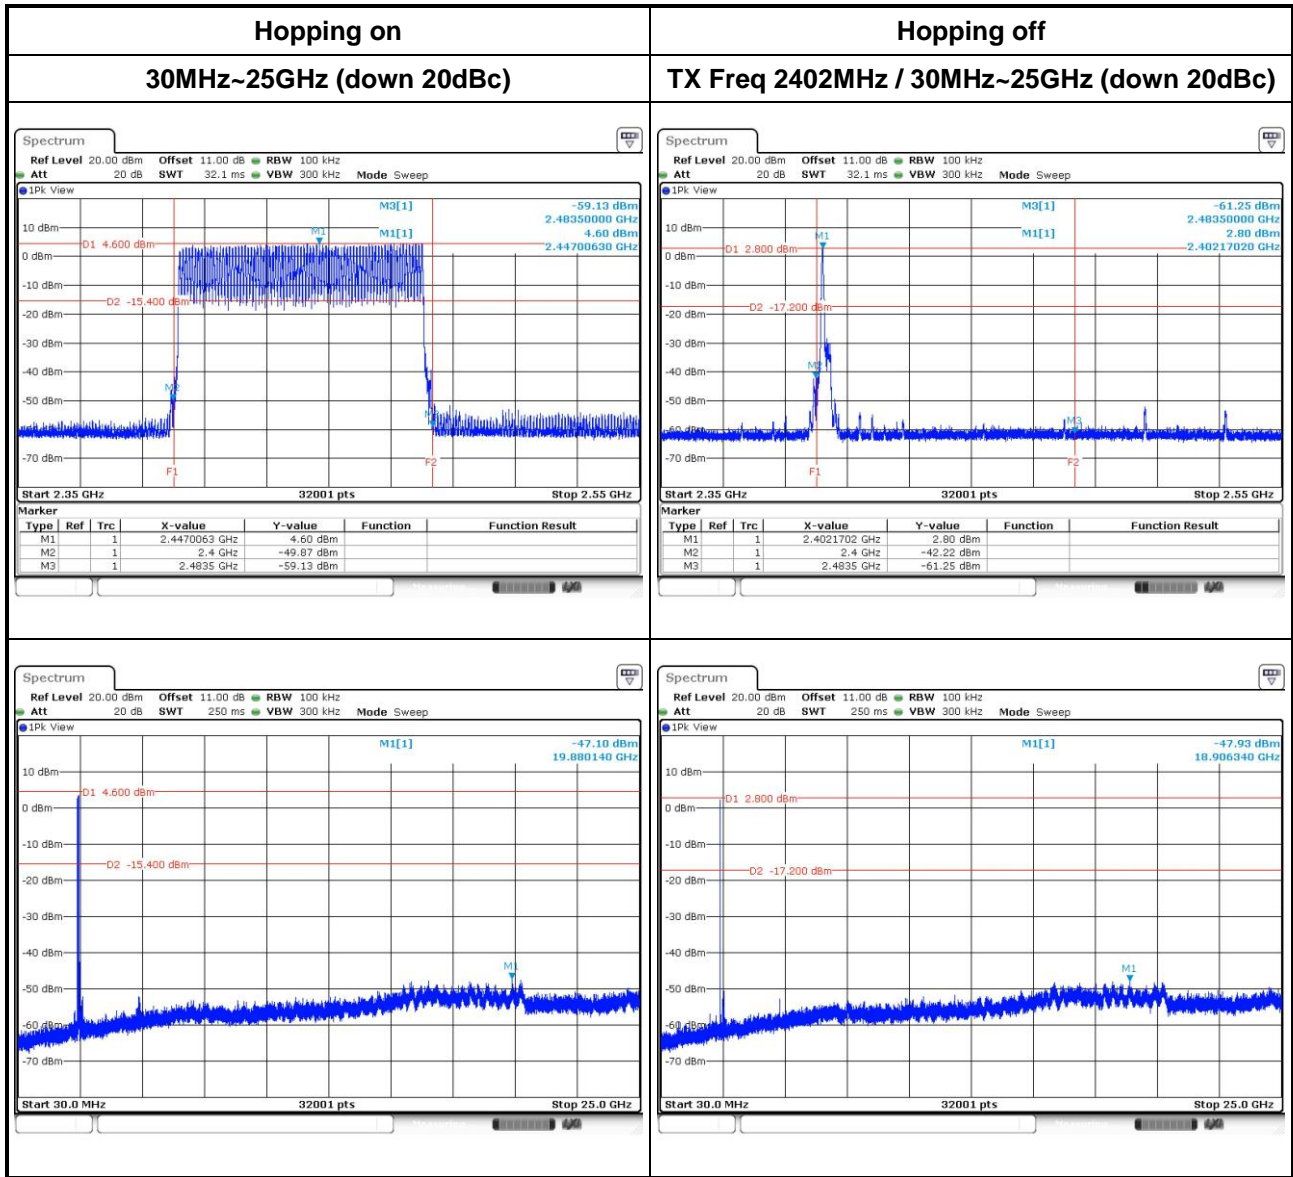 Hopping on
Hopping off
30MHz~25GHz (down 20dBc)
TX Freq 2402MHz / 30MHz~25GHz (down 20dBc)
Spectrum
Ref Level 20.00 dBm Offset 11.00 dB RBW 100 kHz
Att 20 dB SWT 32.1 ms VBW 300 kHz Mode Sweep
1Pk View
M3[1] -59.13 dBm
2.48350000 GHz
M1[1] 4.60 dBm
2.44700630 GHz
10 dBm
M1
D1 4.600 dBm
0 dBm
-10 dBm
D2 -15.400 dBm
-20 dBm
-30 dBm
-40 dBm
M2
-50 dBm
-60 dBm
-70 dBm
F1
F2
Start 2.35 GHz 32001 pts Stop 2.55 GHz
Marker
Type Ref Trc X-value Y-value Function Function Result
M1 1 2.4470063 GHz 4.60 dBm
M2 1 2.4 GHz -49.87 dBm
M3 1 2.4835 GHz -59.13 dBm
Spectrum
Ref Level 20.00 dBm Offset 11.00 dB RBW 100 kHz
Att 20 dB SWT 32.1 ms VBW 300 kHz Mode Sweep
1Pk View
M3[1] -61.25 dBm
2.48350000 GHz
M1[1] 2.80 dBm
2.40217020 GHz
10 dBm
M1
D1 2.800 dBm
0 dBm
-10 dBm
D2 -17.200 dBm
-20 dBm
-30 dBm
-40 dBm
M2
-50 dBm
M3
-60 dBm
-70 dBm
F1
F2
Start 2.35 GHz 32001 pts Stop 2.55 GHz
Marker
Type Ref Trc X-value Y-value Function Function Result
M1 1 2.4021702 GHz 2.80 dBm
M2 1 2.4 GHz -42.22 dBm
M3 1 2.4835 GHz -61.25 dBm
Spectrum
Ref Level 20.00 dBm Offset 11.00 dB RBW 100 kHz
Att 20 dB SWT 250 ms VBW 300 kHz Mode Sweep
1Pk View
M1[1] -47.10 dBm
19.880140 GHz
10 dBm
D1 4.600 dBm
0 dBm
-10 dBm
D2 -15.400 dBm
-20 dBm
-30 dBm
-40 dBm
M1
-50 dBm
-60 dBm
-70 dBm
Start 30.0 MHz 32001 pts Stop 25.0 GHz
Spectrum
Ref Level 20.00 dBm Offset 11.00 dB RBW 100 kHz
Att 20 dB SWT 250 ms VBW 300 kHz Mode Sweep
1Pk View
M1[1] -47.93 dBm
18.906340 GHz
10 dBm
D1 2.800 dBm
0 dBm
-10 dBm
D2 -17.200 dBm
-20 dBm
-30 dBm
-40 dBm
M1
-50 dBm
-60 dBm
-70 dBm
Start 30.0 MHz 32001 pts Stop 25.0 GHz